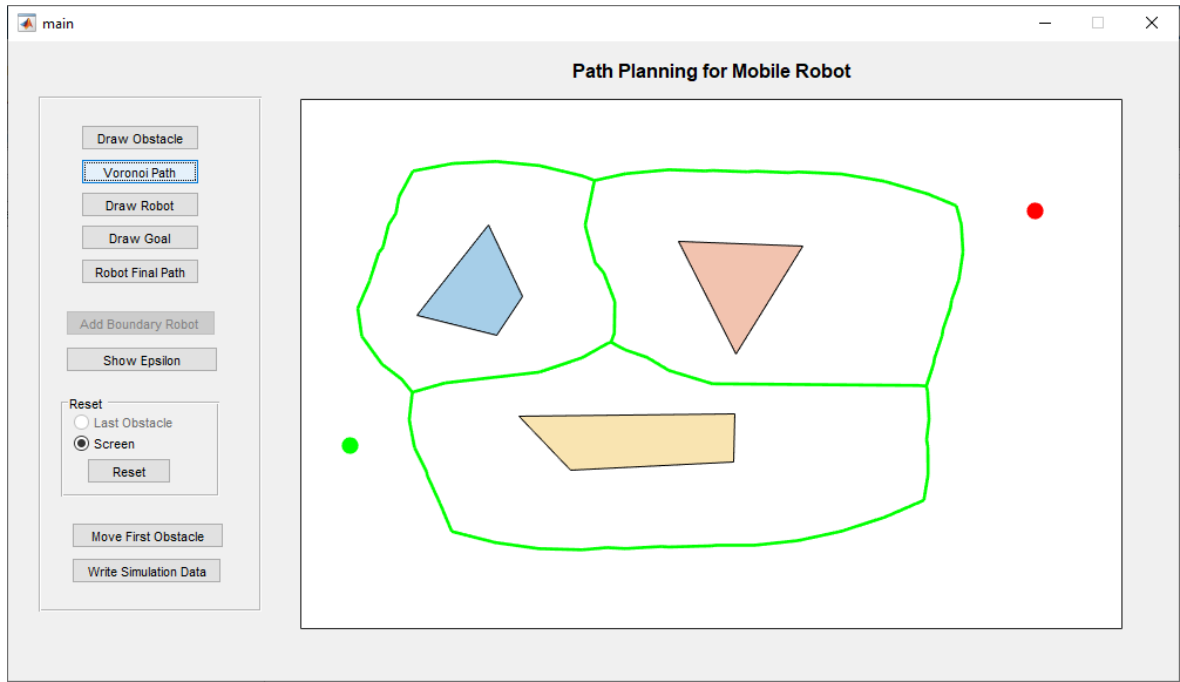 main
Path Planning for Mobile Robot
Draw Obstacle
Voronoi Path
Draw Robot
Draw Goal
Robot Final Path
Add Boundary Robot
Show Epsilon
Reset
Last Obstacle
Screen
Reset
Move First Obstacle
Write Simulation Data